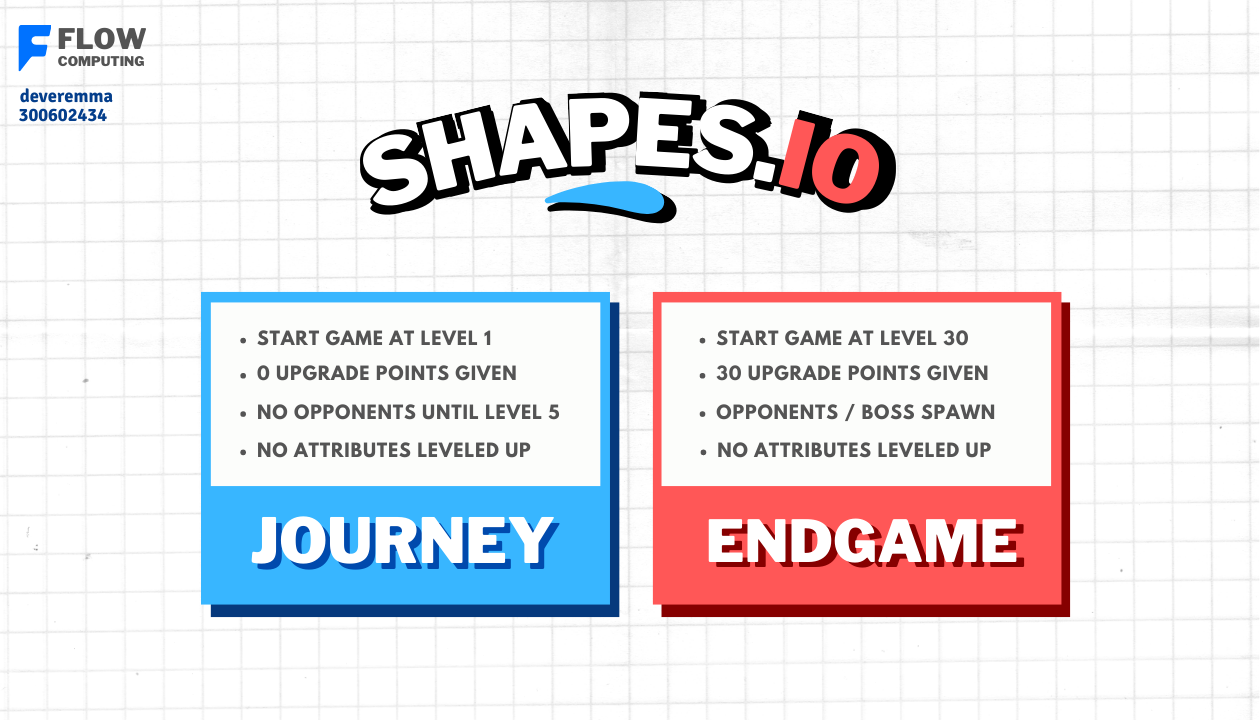 FLOW
COMPUTING
deveremma
300602434
SHAPES.IO
• START GAME AT LEVEL 1
• 0 UPGRADE POINTS GIVEN
• NO OPPONENTS UNTIL LEVEL 5
• NO ATTRIBUTES LEVELED UP
JOURNEY
• START GAME AT LEVEL 30
• 30 UPGRADE POINTS GIVEN
• OPPONENTS / BOSS SPAWN
• NO ATTRIBUTES LEVELED UP
ENDGAME